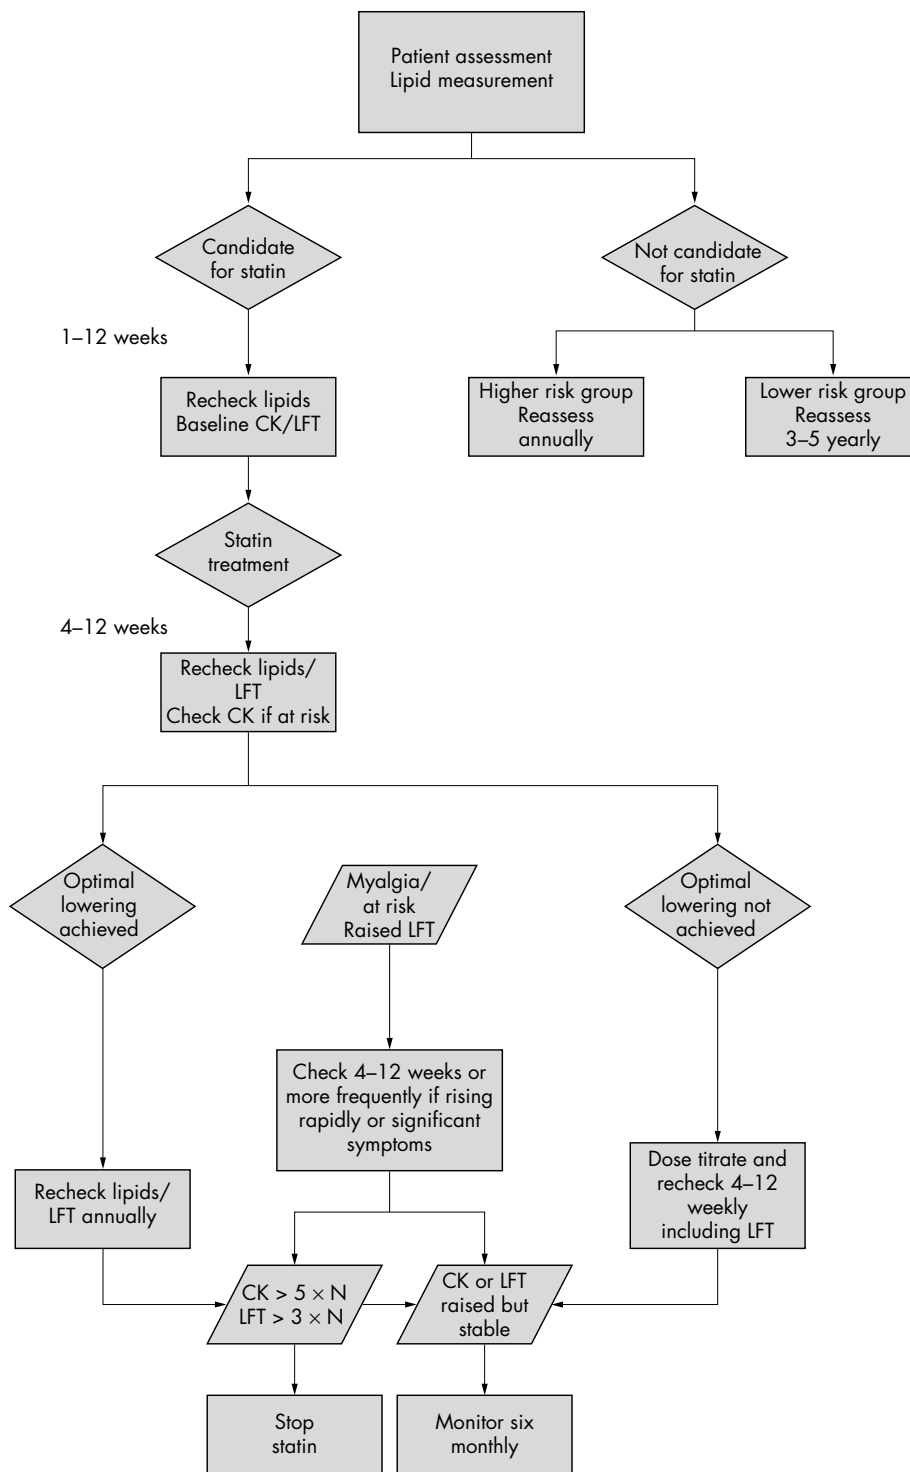 Patient assessment
Lipid measurement
Candidate
for statin
Not candidate
for statin
1–12 weeks
Recheck lipids
Baseline CK/LFT
Higher risk group
Reassess
annually
Lower risk group
Reassess
3–5 yearly
Statin
treatment
4–12 weeks
Recheck lipids/
LFT
Check CK if at risk
Optimal
lowering
achieved
Myalgia/
at risk
Raised LFT
Optimal
lowering not
achieved
Check 4–12 weeks or
more frequently if rising
rapidly or significant
symptoms
Recheck lipids/
LFT annually
Dose titrate and
recheck 4–12
weekly
including LFT
CK > 5 × N
LFT > 3 × N
CK or LFT
raised but
stable
Stop
statin
Monitor six
monthly